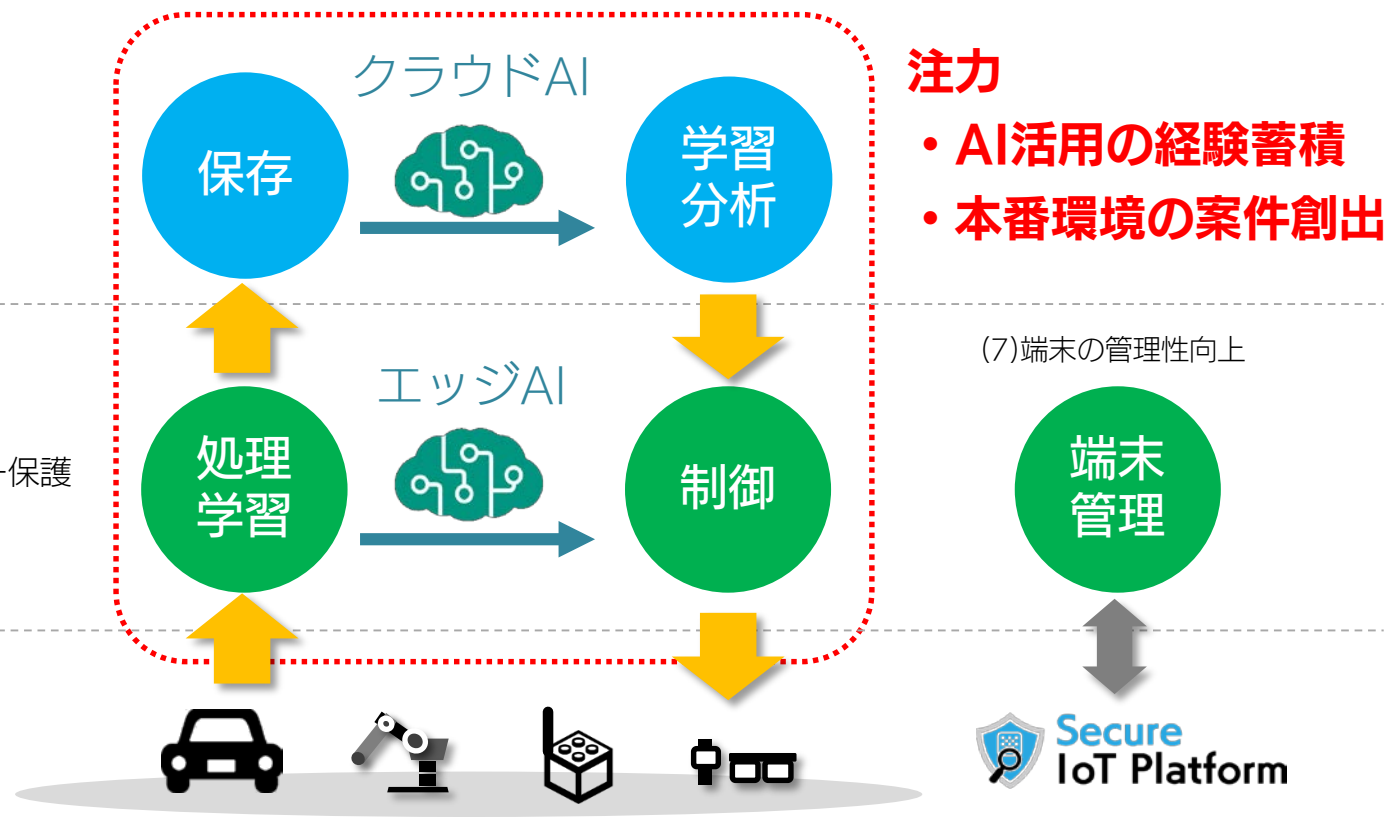 クラウドAI
保存
学習
分析
注力
・AI活用の経験蓄積
・本番環境の案件創出
エッジAI
(7)端末の管理性向上
保護
処理
学習
制御
端末
管理
Secure
IoT Platform